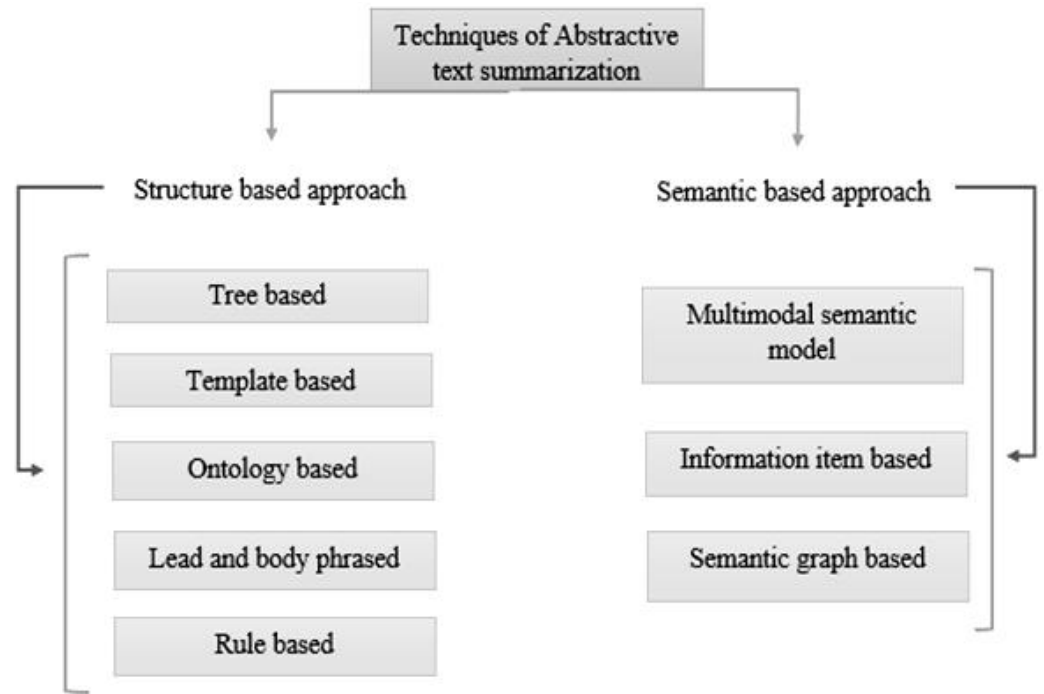 Techniques of Abstractive
text summarization
Structure based approach
Semantic based approach
Tree based
Template based
Ontology based
Lead and body phrased
Rule based
Multimodal semantic
model
Information item based
Semantic graph based